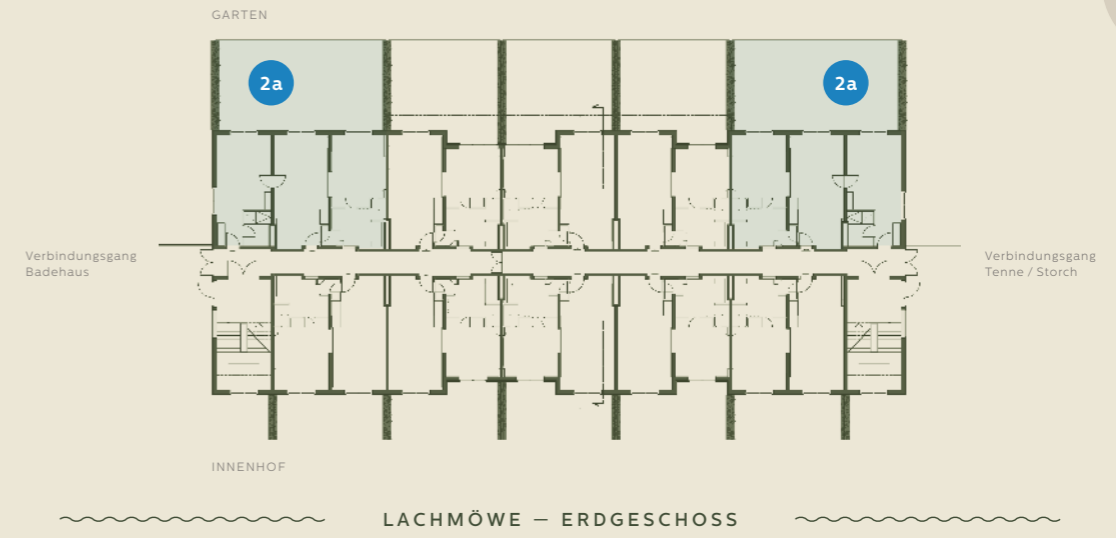 GARTEN
2a
2a
Verbindungsgang
Badehaus
Verbindungsgang
Tenne / Storch
INNENHOF
LACHMÖWE — ERDGESCHOSS